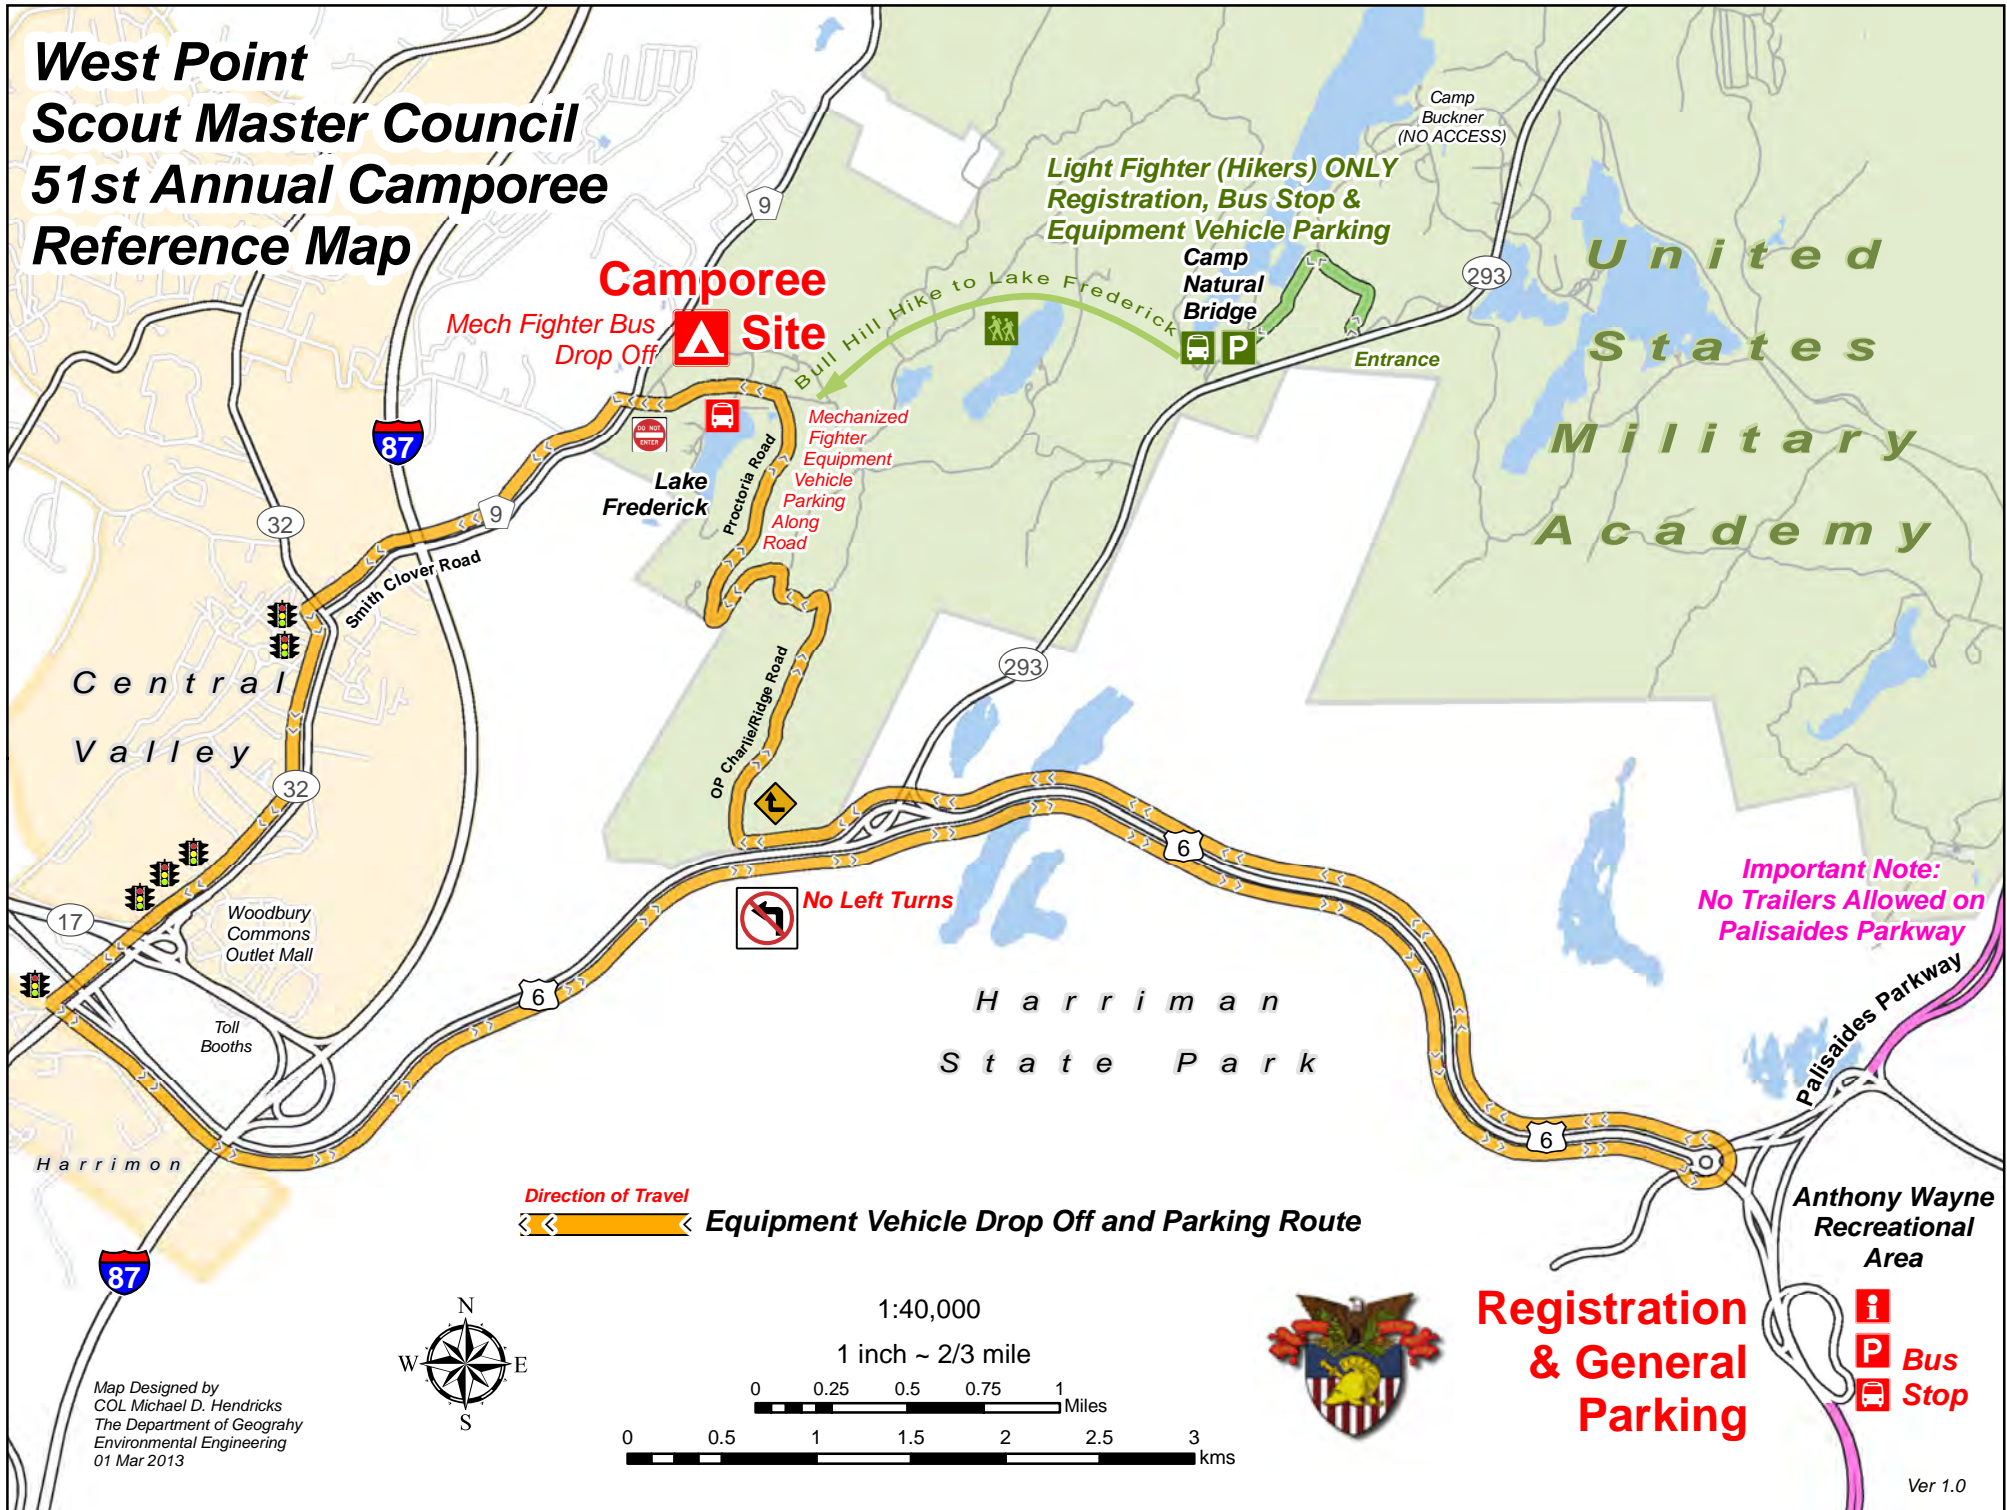 West Point
Scout Master Council
51st Annual Camporee
Reference Map
Camp
Buckner
(NO ACCESS)
Light Fighter (Hikers) ONLY
Registration, Bus Stop &
Equipment Vehicle Parking
Camp
Natural
Bridge
P
Entrance
9
293
United
States
Military
Academy
Camporee
Site
Mech Fighter Bus
Drop Off
Bull Hill Hike to Lake Frederick
87
DO NOT
ENTER
Mechanized
Fighter
Equipment
Vehicle
Parking
Along
Road
Lake
Frederick
Proctoria Road
9
32
Smith Clover Road
Central
Valley
293
OP Charlie/Ridge Road
32
6
No Left Turns
Important Note:
No Trailers Allowed on
Palisaides Parkway
17
Woodbury
Commons
Outlet Mall
6
Toll
Booths
Harriman
State Park
Palisaides Parkway
6
Harrimon
Direction of Travel
Equipment Vehicle Drop Off and Parking Route
Anthony Wayne
Recreational
Area
87
N
W
E
S
1:40,000
1 inch ~ 2/3 mile
0 0.25 0.5 0.75 1
Miles
0 0.5 1 1.5 2 2.5 3
kms
Registration
& General
Parking
i
P
Bus
Stop
Map Designed by
COL Michael D. Hendricks
The Department of Geograhy
Environmental Engineering
01 Mar 2013
Ver 1.0